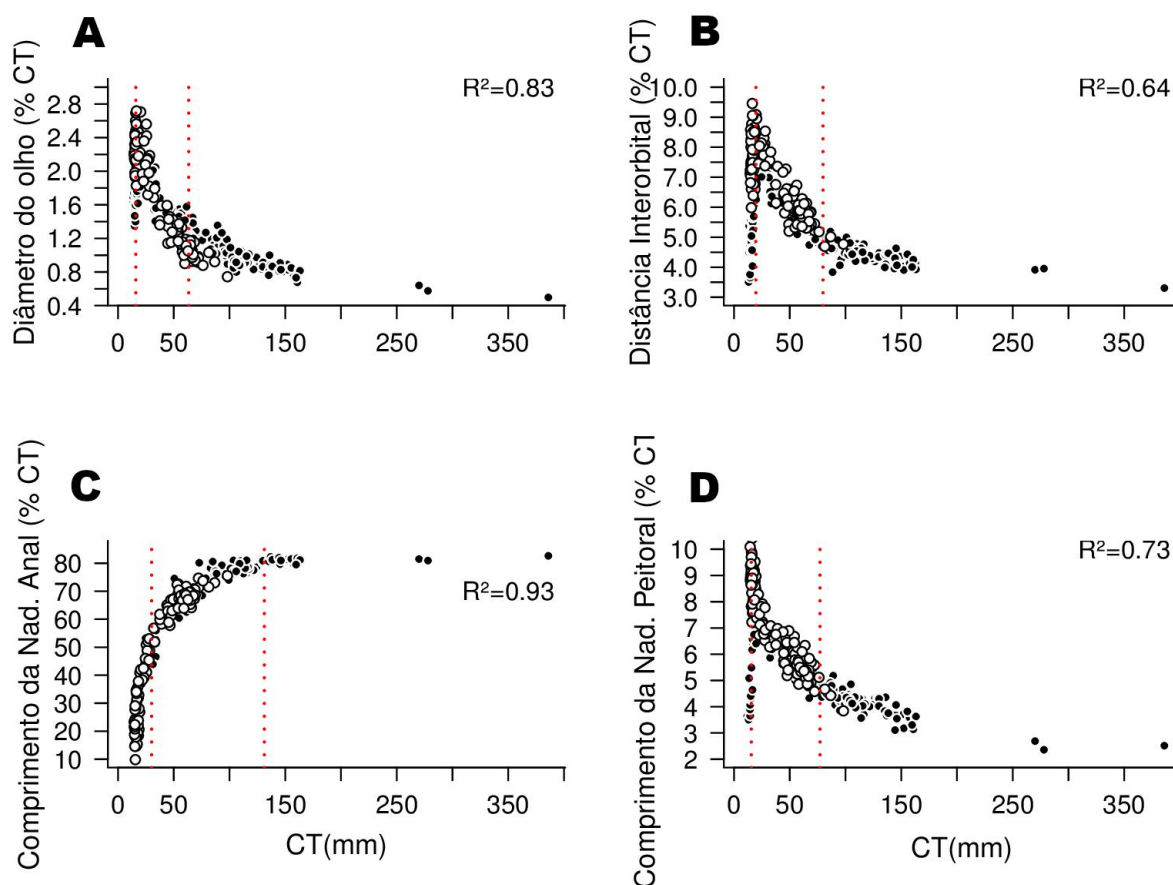 A
Diâmetro do olho (% CT)
R²=0.83
2.8
2.4
2.0
1.6
1.2
0.8
0.4
0 50 150 250 350
B
Distância Interorbital (% CT)
R²=0.64
10.0
9.0
8.0
7.0
6.0
5.0
4.0
3.0
0 50 150 250 350
C
Comprimento da Nad. Anal (% CT)
R²=0.93
80
70
60
50
40
30
20
10
0 50 150 250 350
CT(mm)
D
Comprimento da Nad. Peitoral (% CT
R²=0.73
10
9
8
7
6
5
4
3
2
0 50 150 250 350
CT(mm)